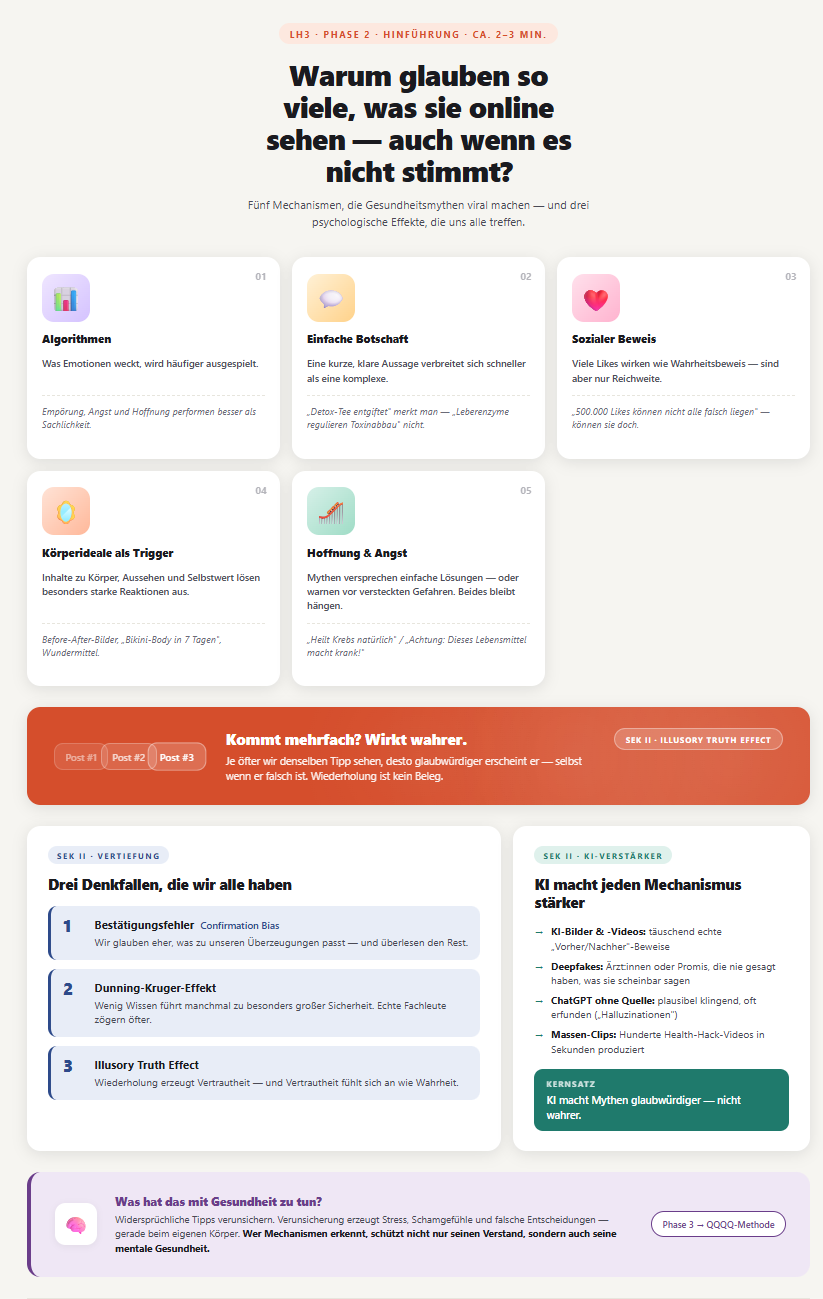 LH3 · PHASE 2 · HINFÜHRUNG · CA. 2–3 MIN.
Warum glauben so
viele, was sie online
sehen — auch wenn es
nicht stimmt?
Fünf Mechanismen, die Gesundheitsmythen viral machen — und drei
psychologische Effekte, die uns alle treffen.
01
Algorithmen
Was Emotionen weckt, wird häufiger ausgespielt.
Empörung, Angst und Hoffnung performen besser als
Sachlichkeit.
02
Einfache Botschaft
Eine kurze, klare Aussage verbreitet sich schneller
als eine komplexe.
„Detox-Tee entgiftet" merkt man — „Leberenzyme
regulieren Toxinabbau" nicht.
03
Sozialer Beweis
Viele Likes wirken wie Wahrheitsbeweis — sind
aber nur Reichweite.
„500.000 Likes können nicht alle falsch liegen" —
können sie doch.
04
Körperideale als Trigger
Inhalte zu Körper, Aussehen und Selbstwert lösen
besonders starke Reaktionen aus.
Before-After-Bilder, „Bikini-Body in 7 Tagen",
Wundermittel.
05
Hoffnung & Angst
Mythen versprechen einfache Lösungen — oder
warnen vor versteckten Gefahren. Beides bleibt
hängen.
„Heilt Krebs natürlich" / „Achtung: Dieses Lebensmittel
macht krank!"
Post #1
Post #2
Post #3
Kommt mehrfach? Wirkt wahrer.
Je öfter wir denselben Tipp sehen, desto glaubwürdiger erscheint er — selbst
wenn er falsch ist. Wiederholung ist kein Beleg.
SEK II · ILLUSORY TRUTH EFFECT
SEK II · VERTIEFUNG
Drei Denkfallen, die wir alle haben
1
Bestätigungsfehler Confirmation Bias
Wir glauben eher, was zu unseren Überzeugungen passt — und überlesen den Rest.
2
Dunning-Kruger-Effekt
Wenig Wissen führt manchmal zu besonders großer Sicherheit. Echte Fachleute
zögern öfter.
3
Illusory Truth Effect
Wiederholung erzeugt Vertrautheit — und Vertrautheit fühlt sich an wie Wahrheit.
SEK II · KI-VERSTÄRKER
KI macht jeden Mechanismus
stärker
→ KI-Bilder & -Videos: täuschend echte
„Vorher/Nachher"-Beweise
→ Deepfakes: Ärzt:innen oder Promis, die nie gesagt
haben, was sie scheinbar sagen
→ ChatGPT ohne Quelle: plausibel klingend, oft
erfunden („Halluzinationen")
→ Massen-Clips: Hunderte Health-Hack-Videos in
Sekunden produziert
KERNSATZ
KI macht Mythen glaubwürdiger — nicht
wahrer.
Was hat das mit Gesundheit zu tun?
Widersprüchliche Tipps verunsichern. Verunsicherung erzeugt Stress, Schamgefühle und falsche Entscheidungen —
gerade beim eigenen Körper. Wer Mechanismen erkennt, schützt nicht nur seinen Verstand, sondern auch seine
mentale Gesundheit.
Phase 3 → QQQQ-Methode